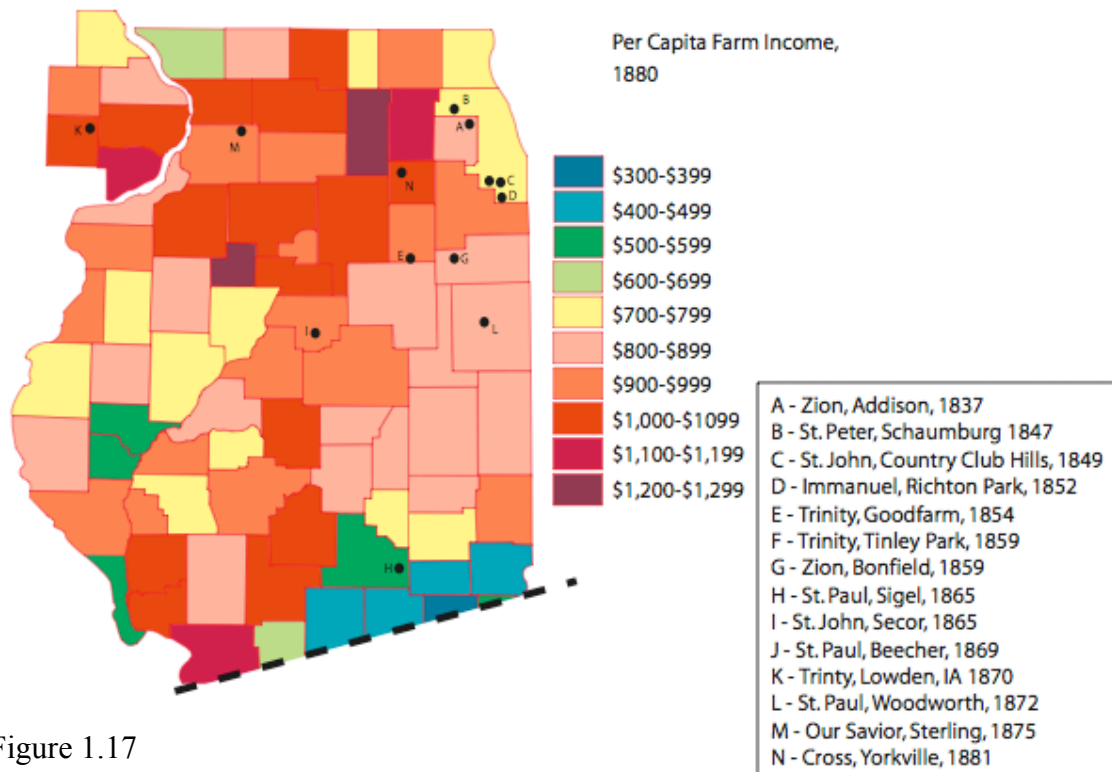 Per Capita Farm Income,
1880
B
A
K
M
N
C
D
E
G
I
L
H
$300-$399
$400-$499
$500-$599
$600-$699
$700-$799
$800-$899
$900-$999
$1,000-$1099
$1,100-$1,199
$1,200-$1,299
A - Zion, Addison, 1837
B - St. Peter, Schaumburg 1847
C - St. John, Country Club Hills, 1849
D - Immanuel, Richton Park, 1852
E - Trinity, Goodfarm, 1854
F - Trinity, Tinley Park, 1859
G - Zion, Bonfield, 1859
H - St. Paul, Sigel, 1865
I - St. John, Secor, 1865
J - St. Paul, Beecher, 1869
K - Trinty, Lowden, IA 1870
L - St. Paul, Woodworth, 1872
M - Our Savior, Sterling, 1875
N - Cross, Yorkville, 1881
Figure 1.17